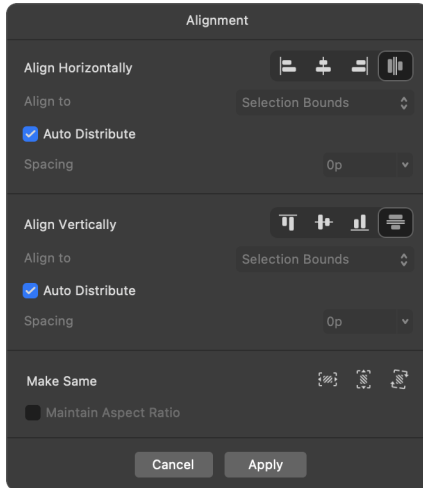 Alignment
Align Horizontally
Align to Selection Bounds
Auto Distribute
Spacing 0p
Align Vertically
Align to Selection Bounds
Auto Distribute
Spacing 0p
Make Same
Maintain Aspect Ratio
Cancel Apply